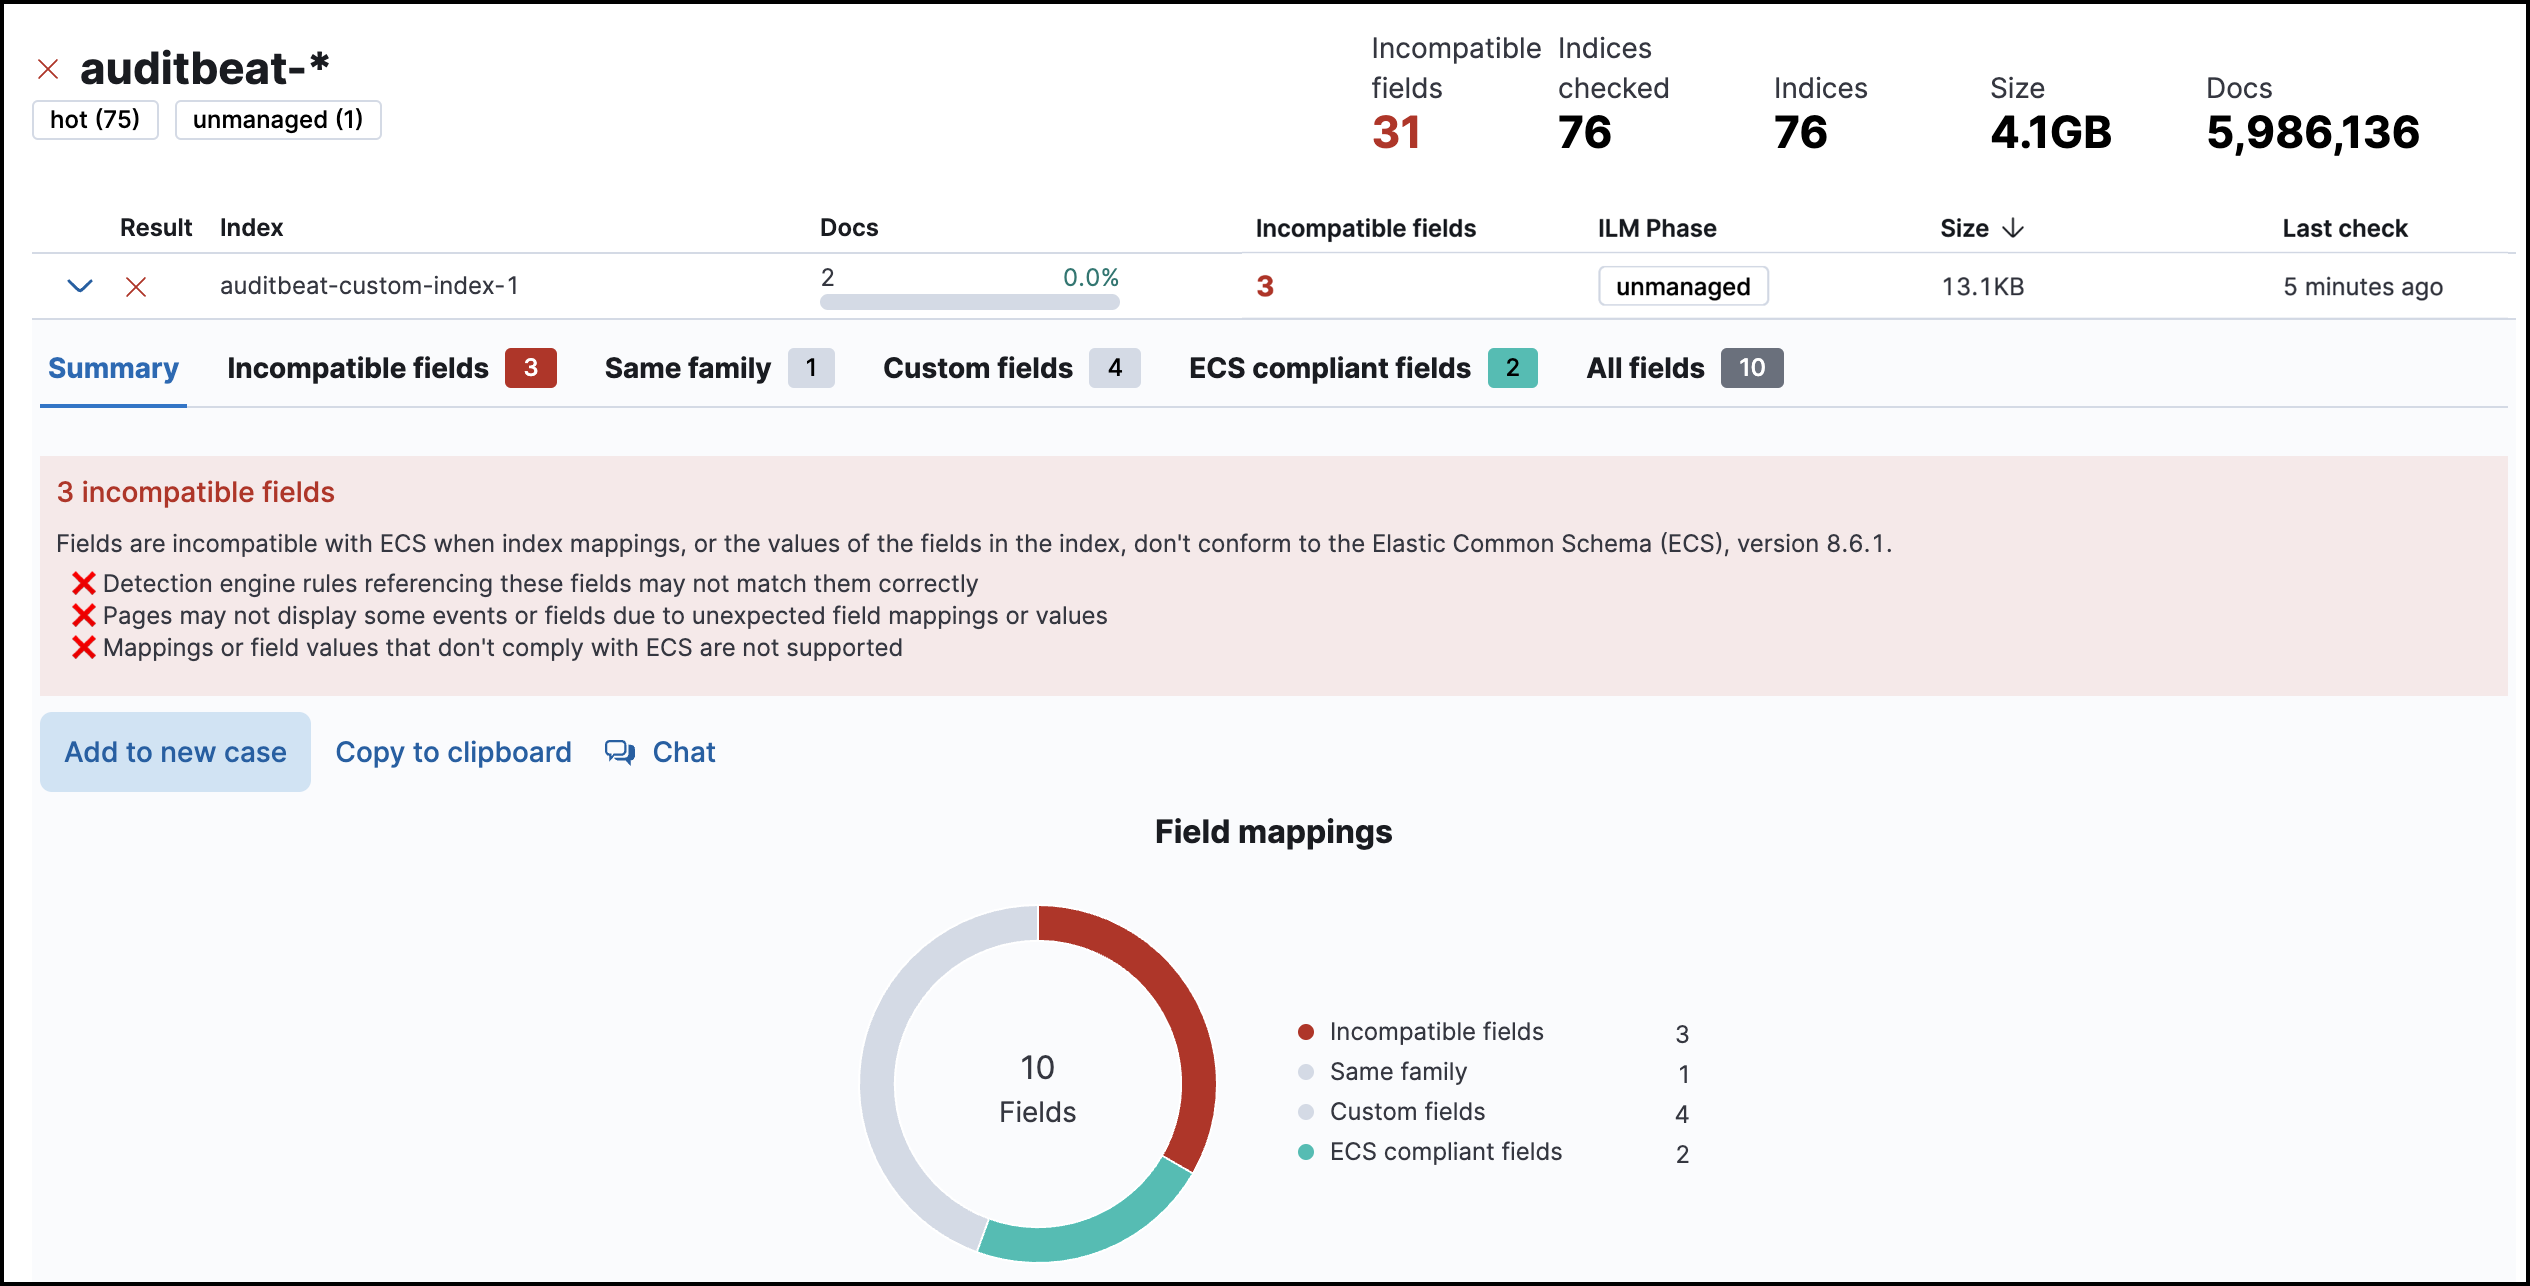 auditbeat-*
hot (75) unmanaged (1)
Incompatible fields
31
Indices checked
76
Indices
76
Size
4.1GB
Docs
5,986,136
Result Index Docs Incompatible fields ILM Phase Size Last check
auditbeat-custom-index-1 2 0.0% 3 unmanaged 13.1KB 5 minutes ago
Summary Incompatible fields 3 Same family 1 Custom fields 4 ECS compliant fields 2 All fields 10
3 incompatible fields
Fields are incompatible with ECS when index mappings, or the values of the fields in the index, don't conform to the Elastic Common Schema (ECS), version 8.6.1.
❌ Detection engine rules referencing these fields may not match them correctly
❌ Pages may not display some events or fields due to unexpected field mappings or values
❌ Mappings or field values that don't comply with ECS are not supported
Add to new case Copy to clipboard Chat
Field mappings
10
Fields
Incompatible fields 3
Same family 1
Custom fields 4
ECS compliant fields 2